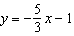 y = −5/3 x − 1